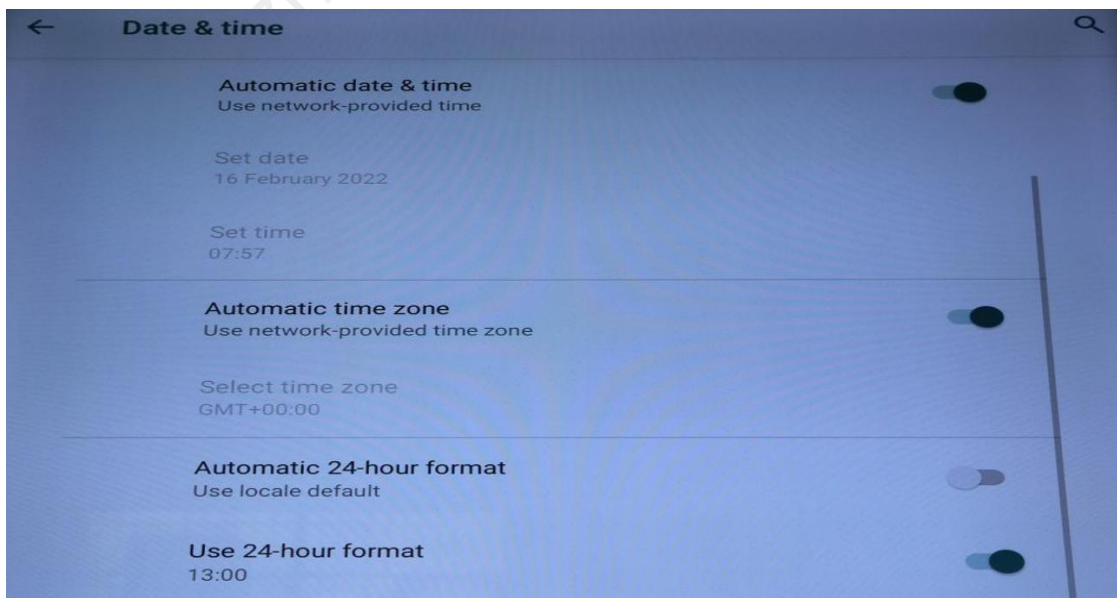 Date & time
Automatic date & time
Use network-provided time
Set date
16 February 2022
Set time
07:57
Automatic time zone
Use network-provided time zone
Select time zone
GMT+00:00
Automatic 24-hour format
Use locale default
Use 24-hour format
13:00